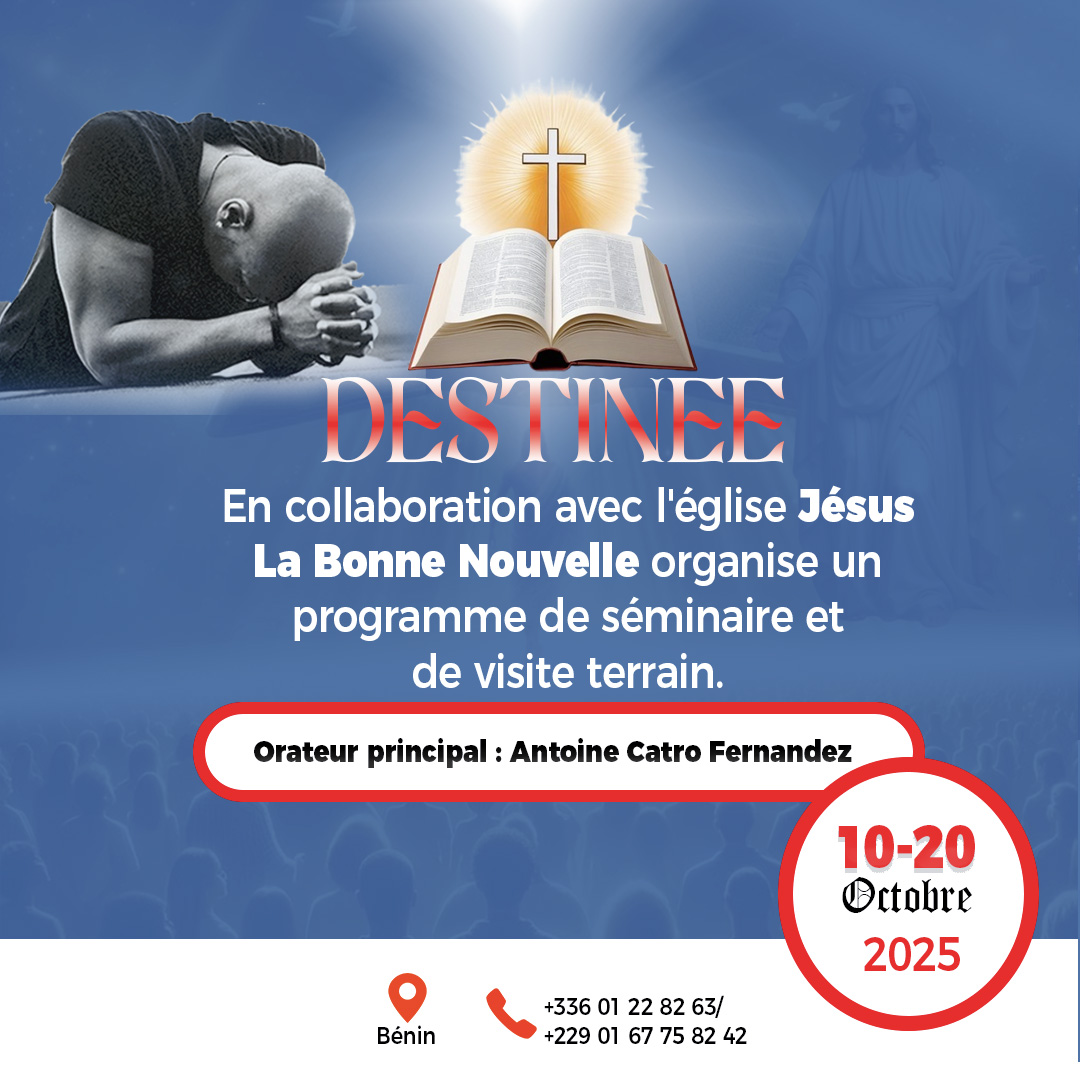 DESTINEE
En collaboration avec l'église Jésus
La Bonne Nouvelle organise un
programme de séminaire et
de visite terrain.
Orateur principal : Antoine Catro Fernandez
10-20
Octobre
2025
Bénin
+336 01 22 82 63/
+229 01 67 75 82 42